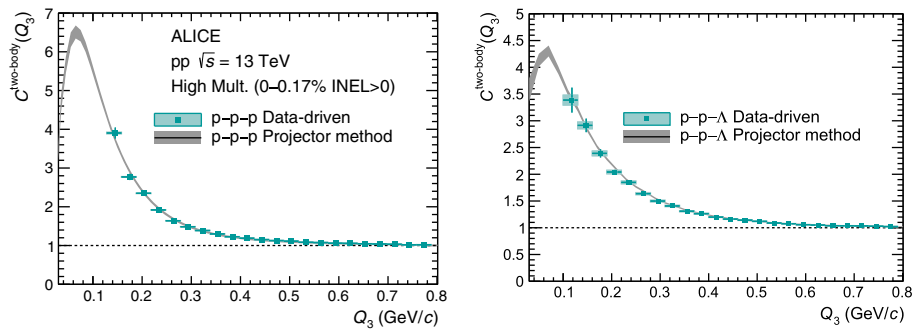 C^two-body(Q₃)
7
6
5
4
3
2
1
0
ALICE
pp √s = 13 TeV
High Mult. (0–0.17% INEL>0)
p–p–p Data-driven
p–p–p Projector method
0.1 0.2 0.3 0.4 0.5 0.6 0.7 0.8
Q₃ (GeV/c)
C^two-body(Q₃)
5
4.5
4
3.5
3
2.5
2
1.5
1
0.5
0
p–p–Λ Data-driven
p–p–Λ Projector method
0.1 0.2 0.3 0.4 0.5 0.6 0.7 0.8
Q₃ (GeV/c)